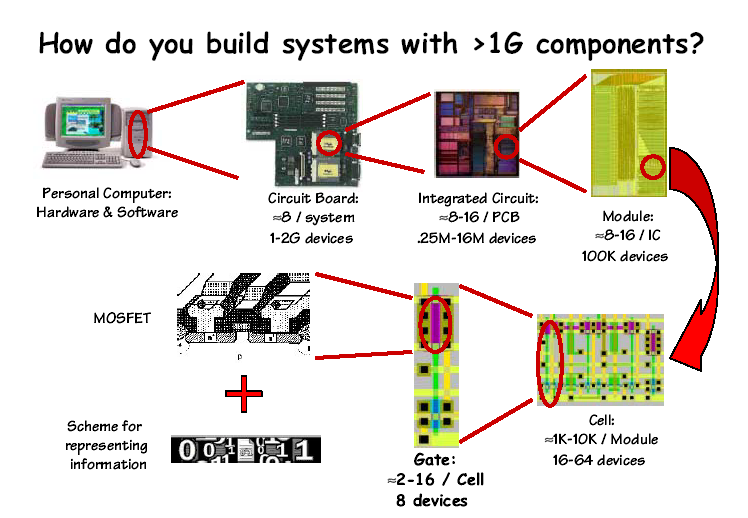 How do you build systems with >1G components?
Personal Computer:
Hardware & Software
Circuit Board:
≈8 / system
1-2G devices
Integrated Circuit:
≈8-16 / PCB
.25M-16M devices
Module:
≈8-16 / IC
100K devices
MOSFET
n
n
p
Scheme for
representing
information
Gate:
≈2-16 / Cell
8 devices
Cell:
≈1K-10K / Module
16-64 devices